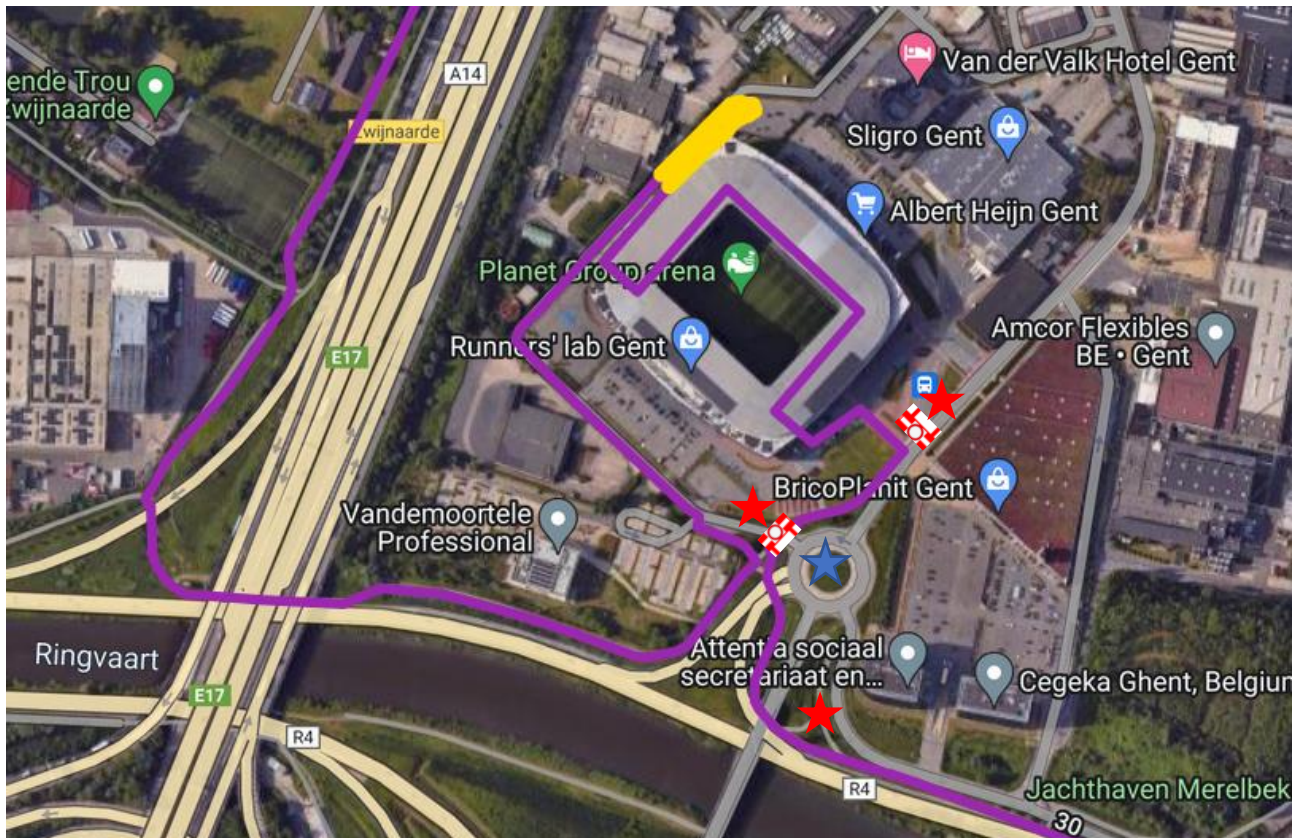 A14
Van der Valk Hotel Gent
ende Trou
Zwijnaarde
Zwijnaarde
Sligro Gent
Albert Heijn Gent
Planet Group arena
Amcor Flexibles
BE • Gent
Runners' lab Gent
E17
BricoPlanit Gent
Vandemoortele
Professional
Ringvaart
Attentia sociaal
secretariaat en...
Cegeka Ghent, Belgium
E17
R4
R4
Jachthaven Merelbek
30